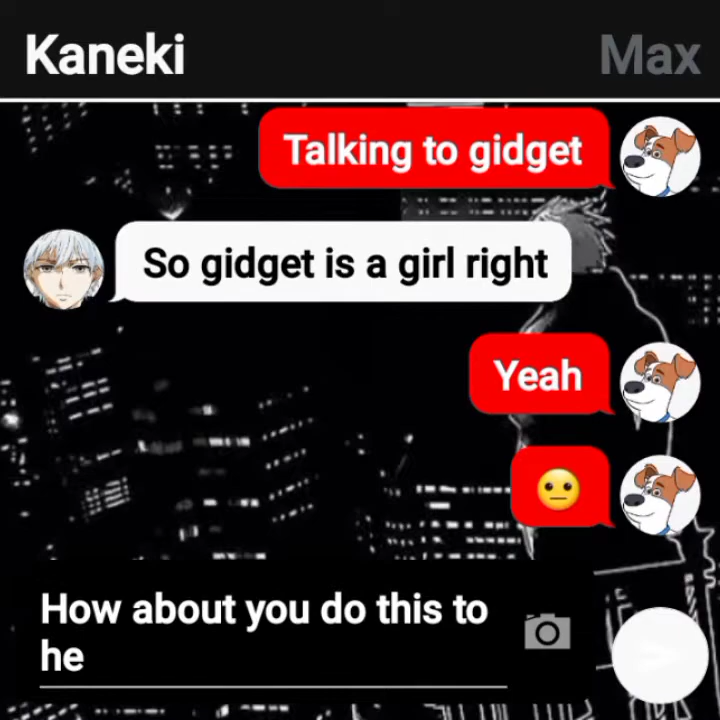 Kaneki
Max
Talking to gidget
So gidget is a girl right
Yeah
😐
How about you do this to
he